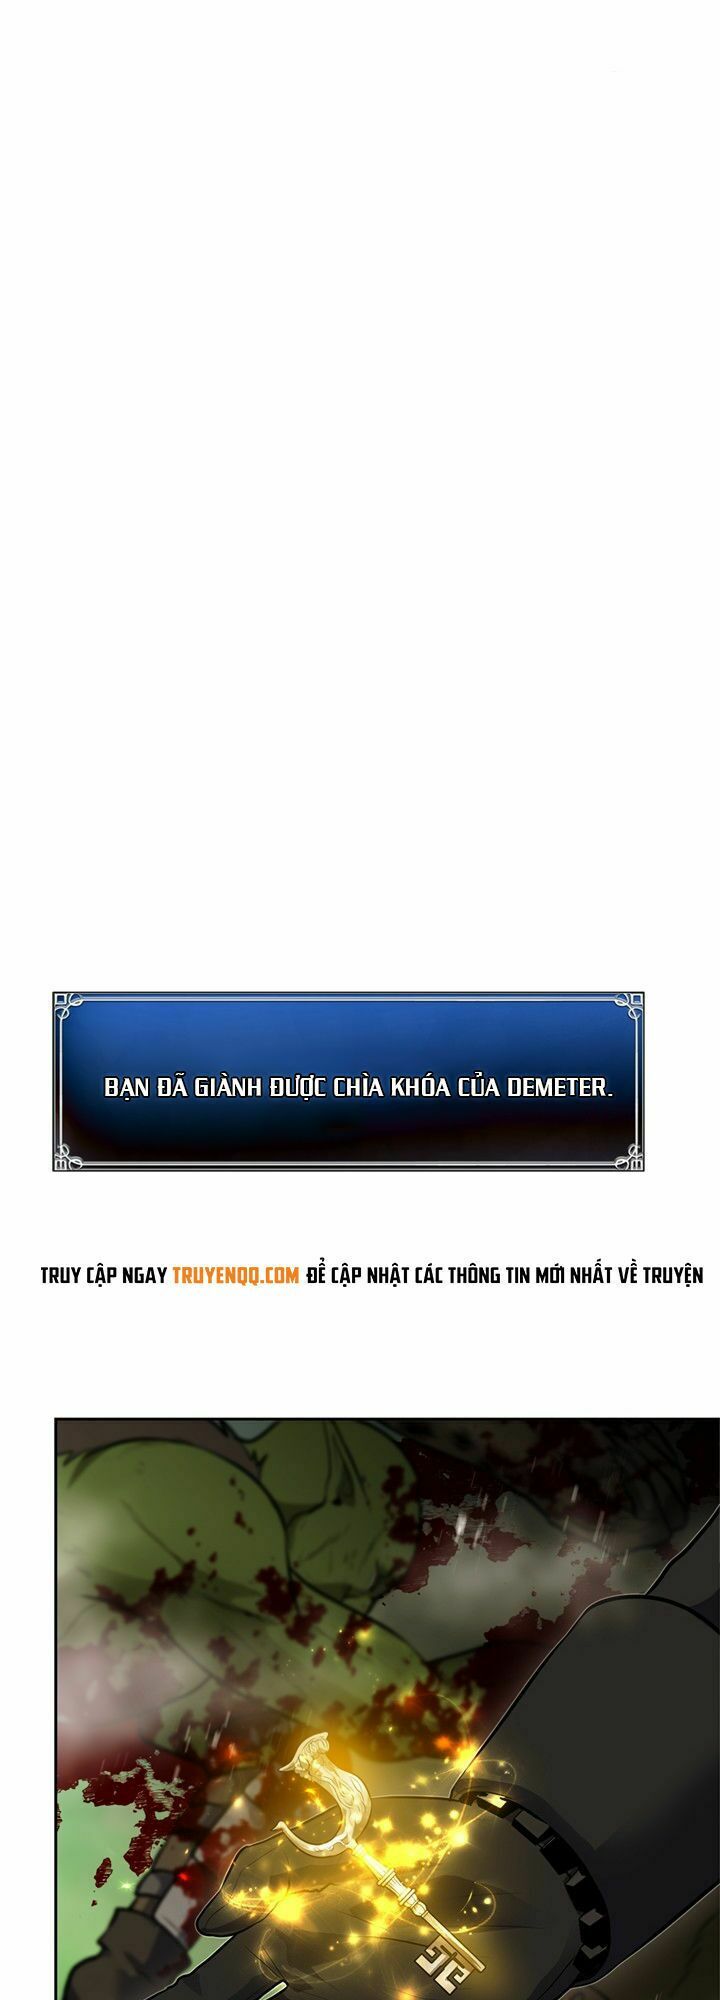 BẠN ĐÃ GIÀNH ĐƯỢC CHÌA KHÓA CỦA DEMETER.
TRUY CẬP NGAY TRUYENQQ.COM ĐỂ CẬP NHẬT CÁC THÔNG TIN MỚI NHẤT VỀ TRUYỆN